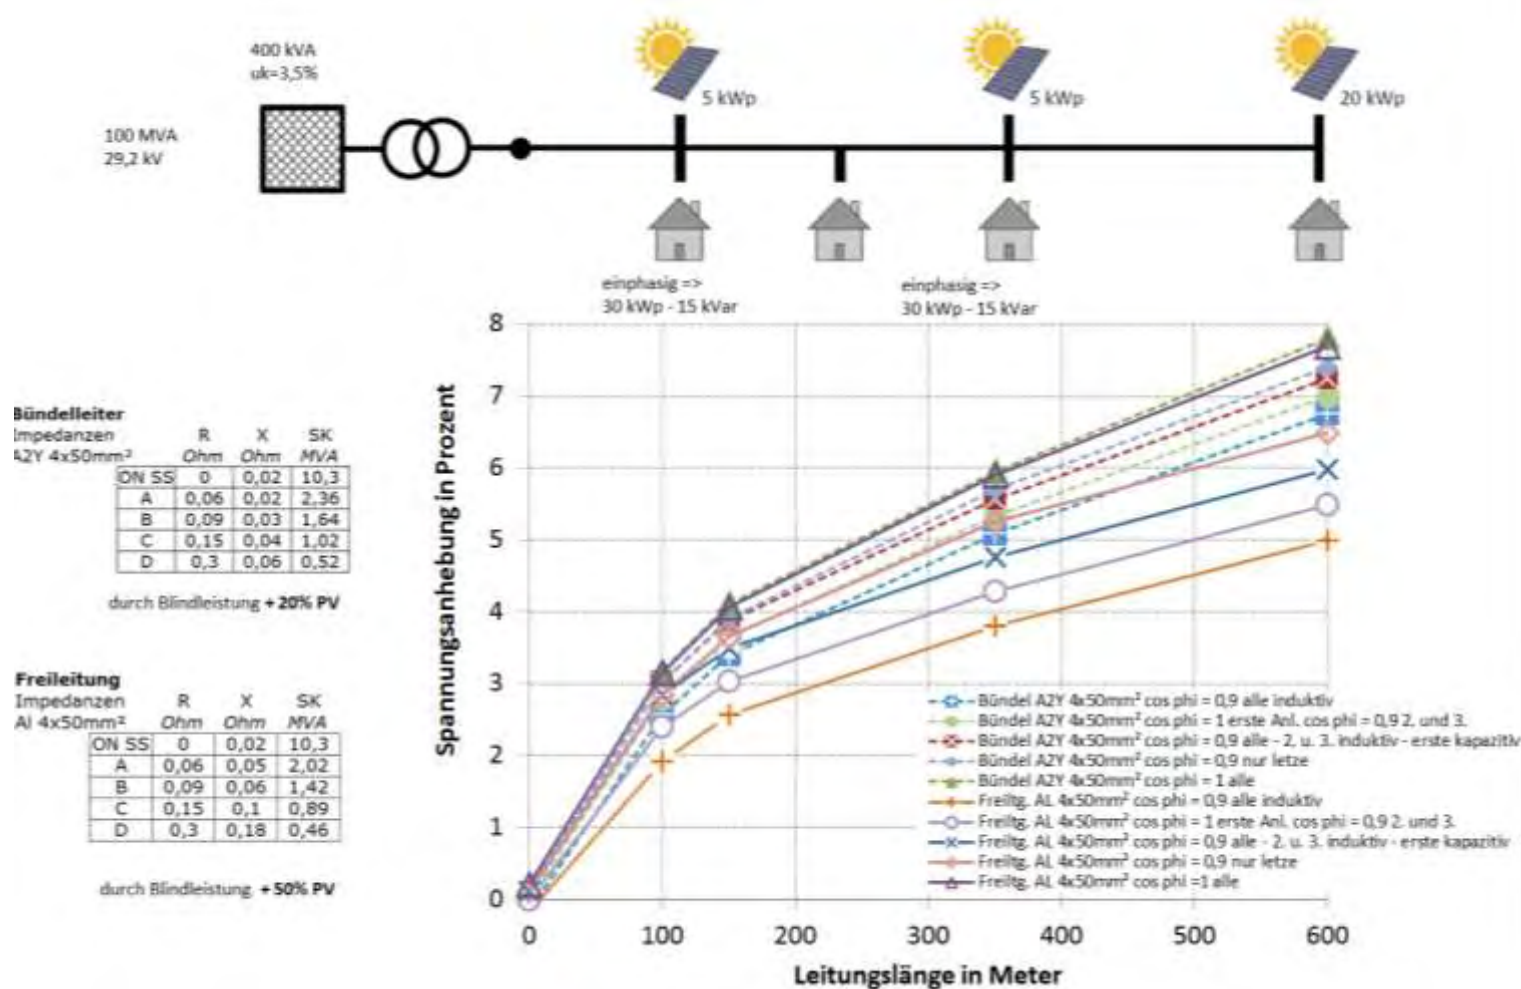 400 kVA
uk=3,5%
100 MVA
29,2 kV
5 kWp
5 kWp
20 kWp
einphasig =>
30 kWp - 15 kVar
einphasig =>
30 kWp - 15 kVar
Bündelleiter
Impedanzen R X SK
A2Y 4x50mm² Ohm Ohm MVA
ON SS 0 0,02 10,3
A 0,06 0,02 2,36
B 0,09 0,03 1,64
C 0,15 0,04 1,02
D 0,3 0,06 0,52
durch Blindleistung + 20% PV
Freileitung
Impedanzen R X SK
Al 4x50mm² Ohm Ohm MVA
ON SS 0 0,02 10,3
A 0,06 0,05 2,02
B 0,09 0,06 1,42
C 0,15 0,1 0,89
D 0,3 0,18 0,46
durch Blindleistung + 50% PV
Spannungsanhebung in Prozent
8
7
6
5
4
3
2
1
0
Bündel A2Y 4x50mm² cos phi = 0,9 alle induktiv
Bündel A2Y 4x50mm² cos phi = 1 erste Anl. cos phi = 0,9 2. und 3.
Bündel A2Y 4x50mm² cos phi = 0,9 alle - 2. u. 3. induktiv - erste kapazitiv
Bündel A2Y 4x50mm² cos phi = 0,9 nur letze
Bündel A2Y 4x50mm² cos phi = 1 alle
Freiltg. AL 4x50mm² cos phi = 0,9 alle induktiv
Freiltg. AL 4x50mm² cos phi = 1 erste Anl. cos phi = 0,9 2. und 3.
Freiltg. AL 4x50mm² cos phi = 0,9 alle - 2. u. 3. induktiv - erste kapazitiv
Freiltg. AL 4x50mm² cos phi = 0,9 nur letze
Freiltg. AL 4x50mm² cos phi =1 alle
0 100 200 300 400 500 600
Leitungslänge in Meter